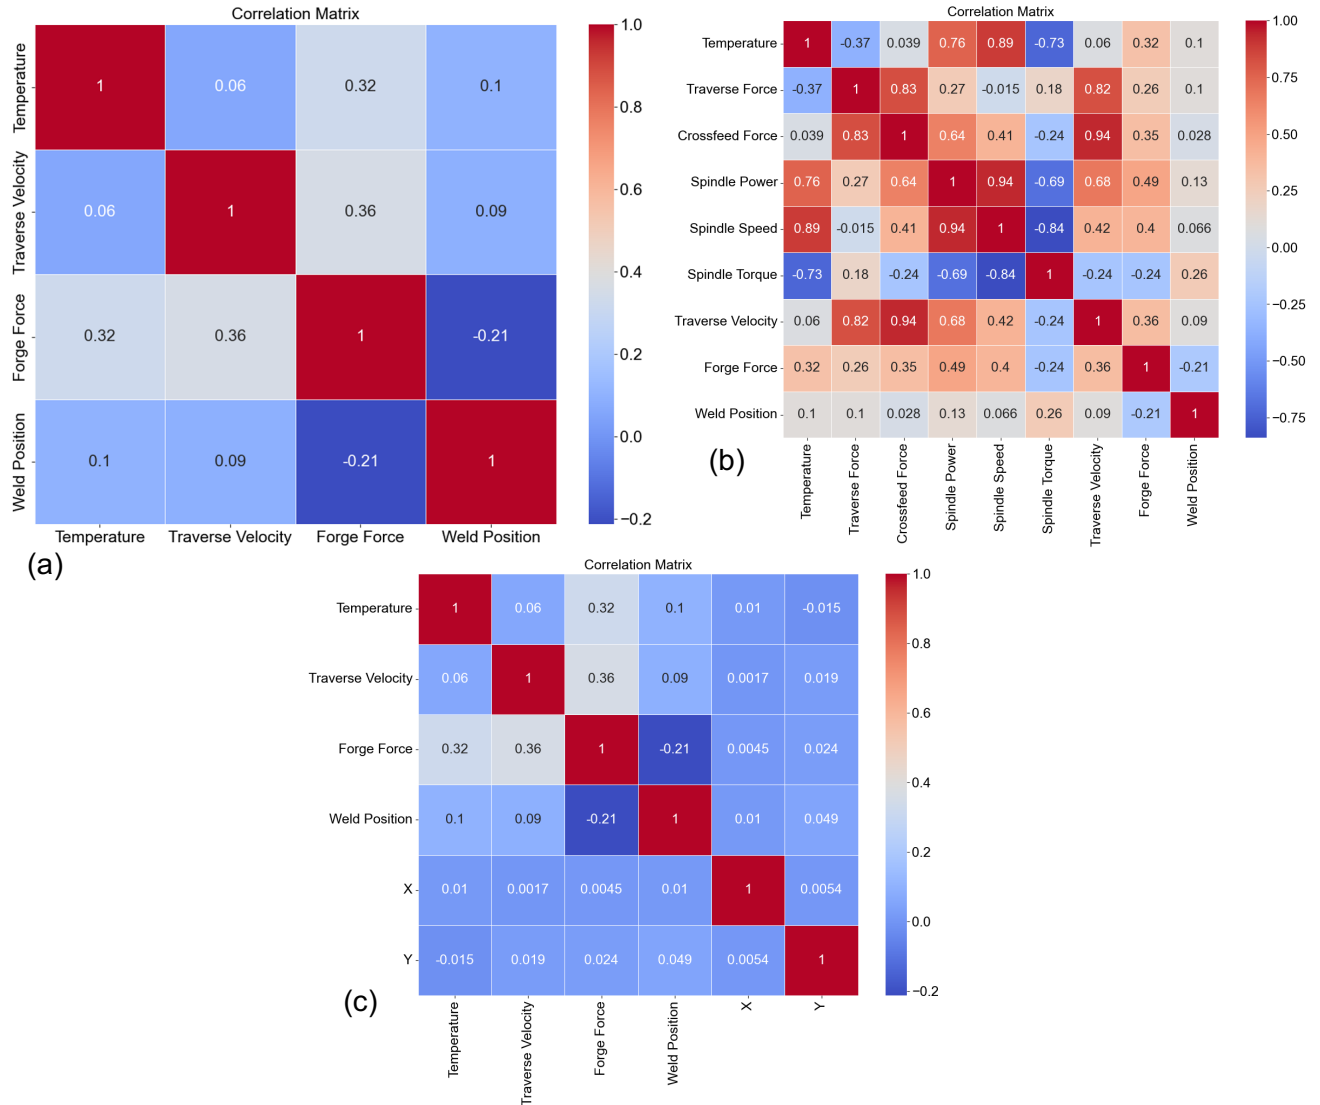 Correlation Matrix
Temperature 1 0.06 0.32 0.1
Traverse Velocity 0.06 1 0.36 0.09
Forge Force 0.32 0.36 1 -0.21
Weld Position 0.1 0.09 -0.21 1
Temperature Traverse Velocity Forge Force Weld Position
1.0
0.8
0.6
0.4
0.2
0.0
−0.2
(a)
Correlation Matrix
Temperature 1 -0.37 0.039 0.76 0.89 -0.73 0.06 0.32 0.1
Traverse Force -0.37 1 0.83 0.27 -0.015 0.18 0.82 0.26 0.1
Crossfeed Force 0.039 0.83 1 0.64 0.41 -0.24 0.94 0.35 0.028
Spindle Power 0.76 0.27 0.64 1 0.94 -0.69 0.68 0.49 0.13
Spindle Speed 0.89 -0.015 0.41 0.94 1 -0.84 0.42 0.4 0.066
Spindle Torque -0.73 0.18 -0.24 -0.69 -0.84 1 -0.24 -0.24 0.26
Traverse Velocity 0.06 0.82 0.94 0.68 0.42 -0.24 1 0.36 0.09
Forge Force 0.32 0.26 0.35 0.49 0.4 -0.24 0.36 1 -0.21
Weld Position 0.1 0.1 0.028 0.13 0.066 0.26 0.09 -0.21 1
Temperature
Traverse Force
Crossfeed Force
Spindle Power
Spindle Speed
Spindle Torque
Traverse Velocity
Forge Force
Weld Position
1.00
0.75
0.50
0.25
0.00
−0.25
−0.50
−0.75
(b)
Correlation Matrix
Temperature 1 0.06 0.32 0.1 0.01 -0.015
Traverse Velocity 0.06 1 0.36 0.09 0.0017 0.019
Forge Force 0.32 0.36 1 -0.21 0.0045 0.024
Weld Position 0.1 0.09 -0.21 1 0.01 0.049
X 0.01 0.0017 0.0045 0.01 1 0.0054
Y -0.015 0.019 0.024 0.049 0.0054 1
Temperature
Traverse Velocity
Forge Force
Weld Position
X
Y
1.0
0.8
0.6
0.4
0.2
0.0
−0.2
(c)